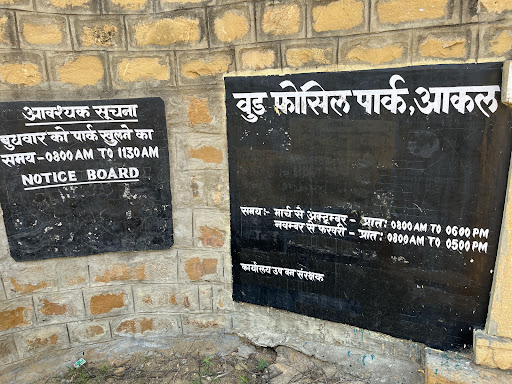 आवश्यक सूचना
बुधवार को पार्क खुलने का
समय - 0800 AM TO 1130 AM
NOTICE BOARD
वुड फोसिल पार्क, आकल
समय:- मार्च से अक्टूम्बर - प्रात: 0800 AM TO 0600 PM
नवम्बर से फरवरी - प्रात: 0800 AM TO 0500 PM
कार्यालय उप वन संरक्षक